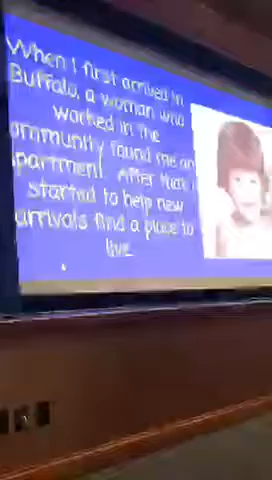 When I first arrived in
Buffalo, a woman who
worked in the
ommunity found me an
partment. After that I
started to help new
arrivals find a place to
live.